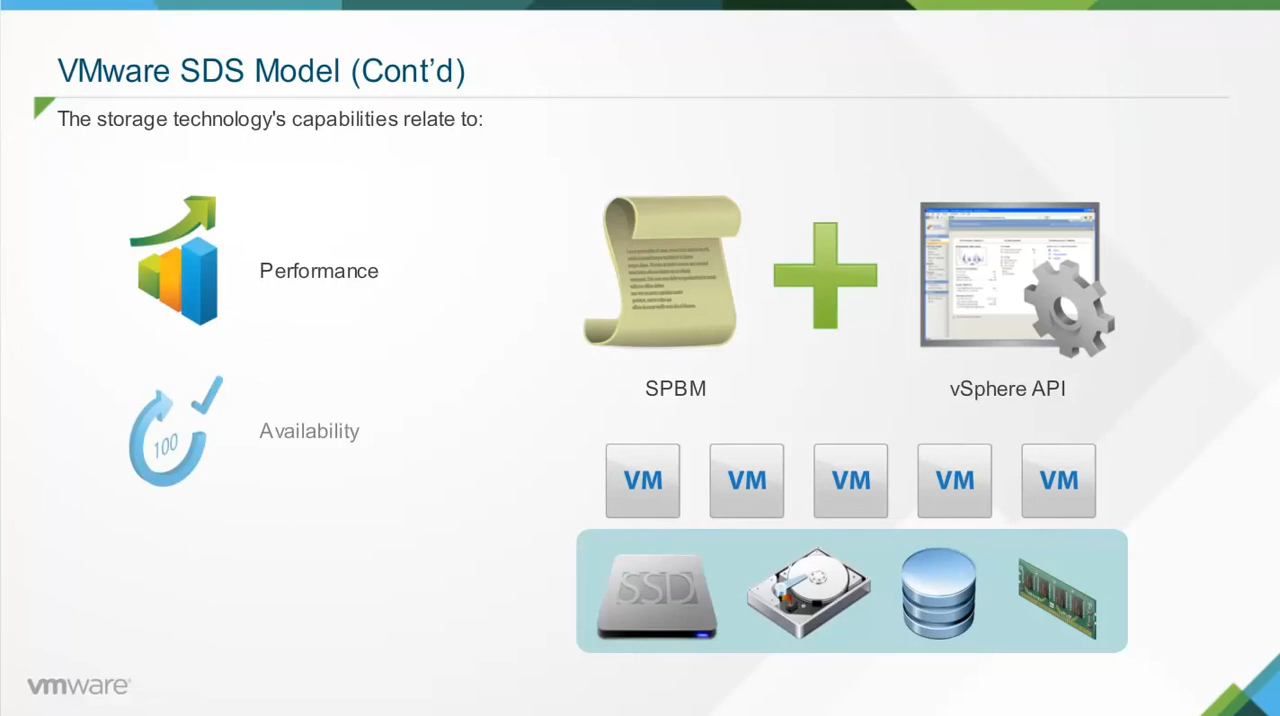 VMware SDS Model (Cont’d)
The storage technology's capabilities relate to:
Performance
100
Availability
SPBM
vSphere API
VM VM VM VM VM
SSD
vmware